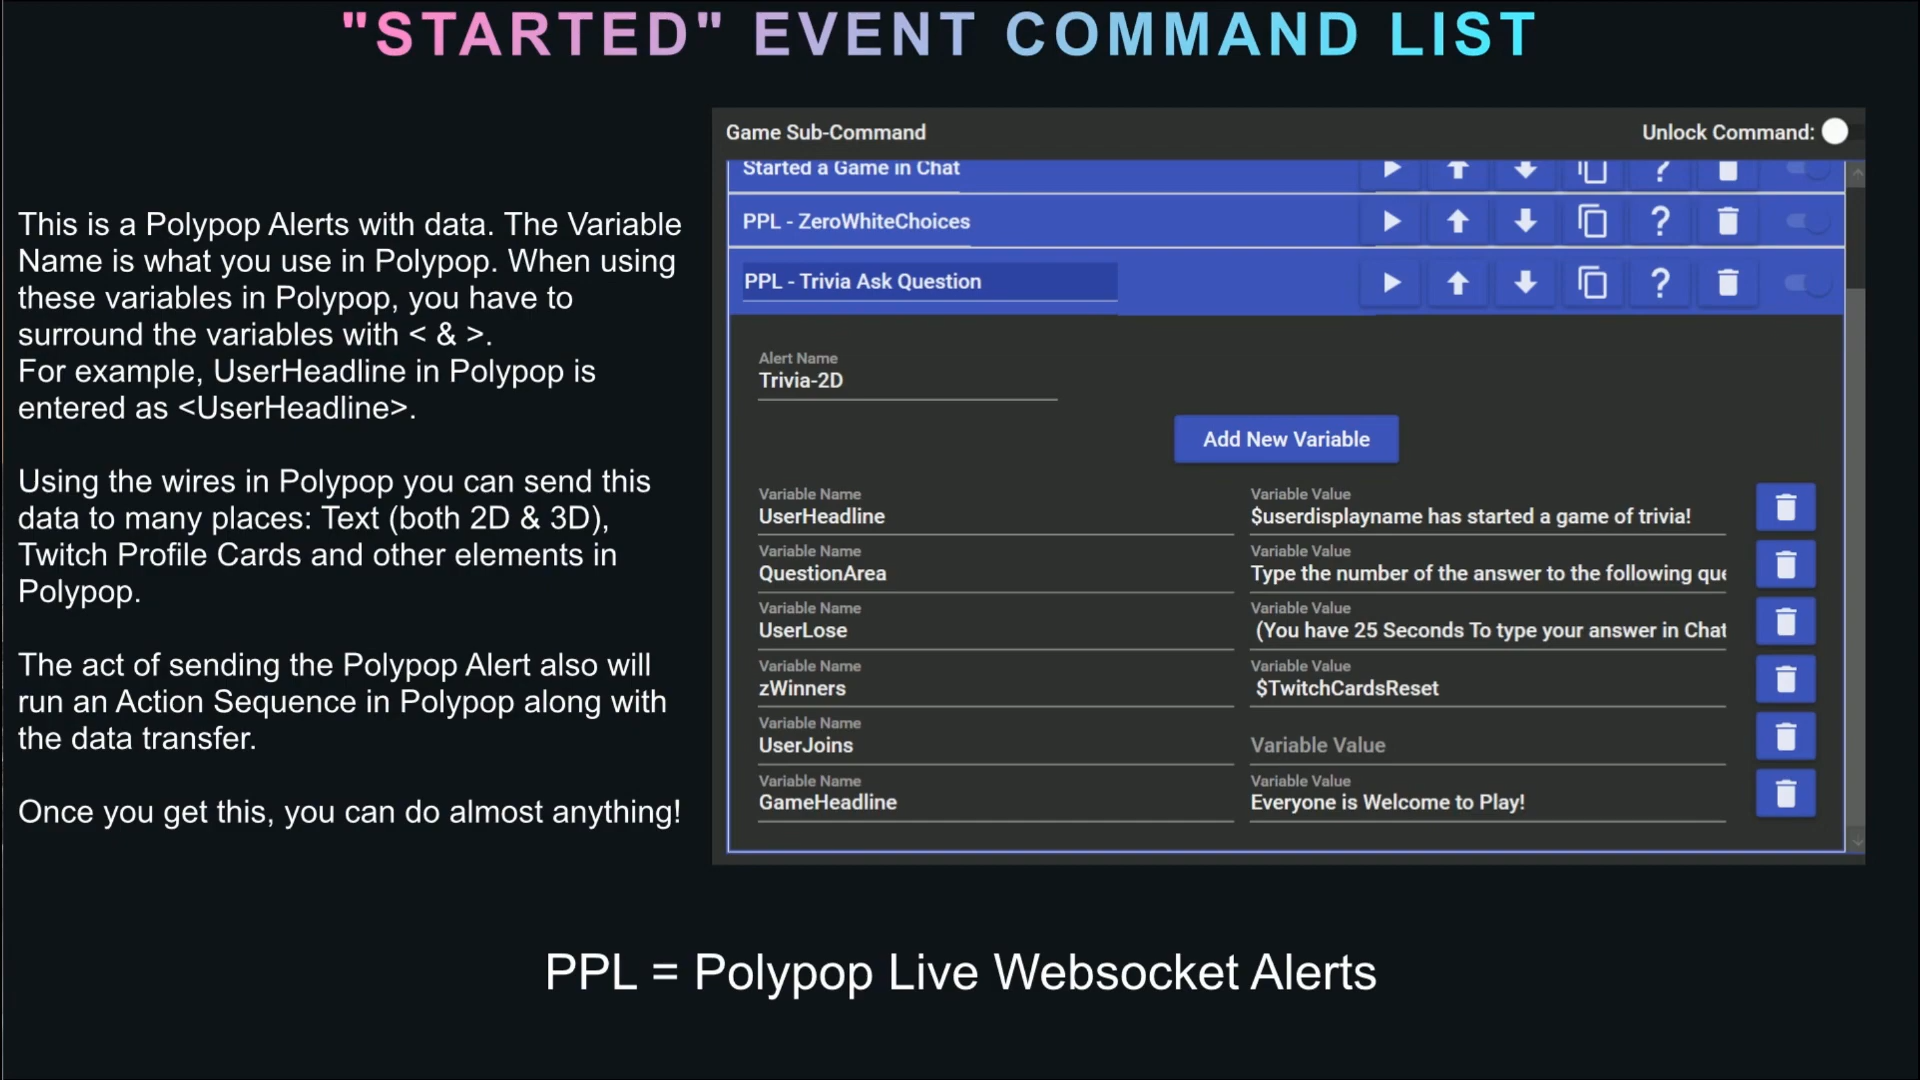 "STARTED" EVENT COMMAND LIST
This is a Polypop Alerts with data. The Variable
Name is what you use in Polypop. When using
these variables in Polypop, you have to
surround the variables with < & >.
For example, UserHeadline in Polypop is
entered as <UserHeadline>.
Using the wires in Polypop you can send this
data to many places: Text (both 2D & 3D),
Twitch Profile Cards and other elements in
Polypop.
The act of sending the Polypop Alert also will
run an Action Sequence in Polypop along with
the data transfer.
Once you get this, you can do almost anything!
Game Sub-Command
Unlock Command:
Started a Game in Chat
PPL - ZeroWhiteChoices
PPL - Trivia Ask Question
Alert Name
Trivia-2D
Add New Variable
Variable Name
UserHeadline
Variable Value
$userdisplayname has started a game of trivia!
Variable Name
QuestionArea
Variable Value
Type the number of the answer to the following que
Variable Name
UserLose
Variable Value
(You have 25 Seconds To type your answer in Chat
Variable Name
zWinners
Variable Value
$TwitchCardsReset
Variable Name
UserJoins
Variable Value
Variable Name
GameHeadline
Variable Value
Everyone is Welcome to Play!
PPL = Polypop Live Websocket Alerts